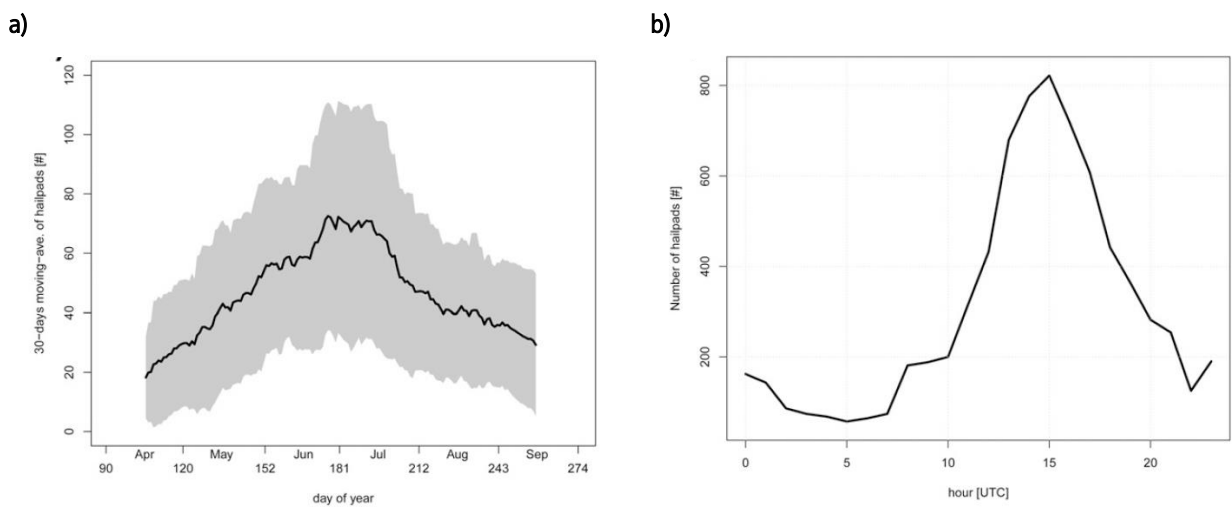 a)
b)
120
100
80
60
40
20
0
30-days moving-ave. of hailpads [#]
Apr May Jun Jul Aug Sep
90 120 152 181 212 243 274
day of year
800
600
400
200
Number of hailpads [#]
0 5 10 15 20
hour [UTC]